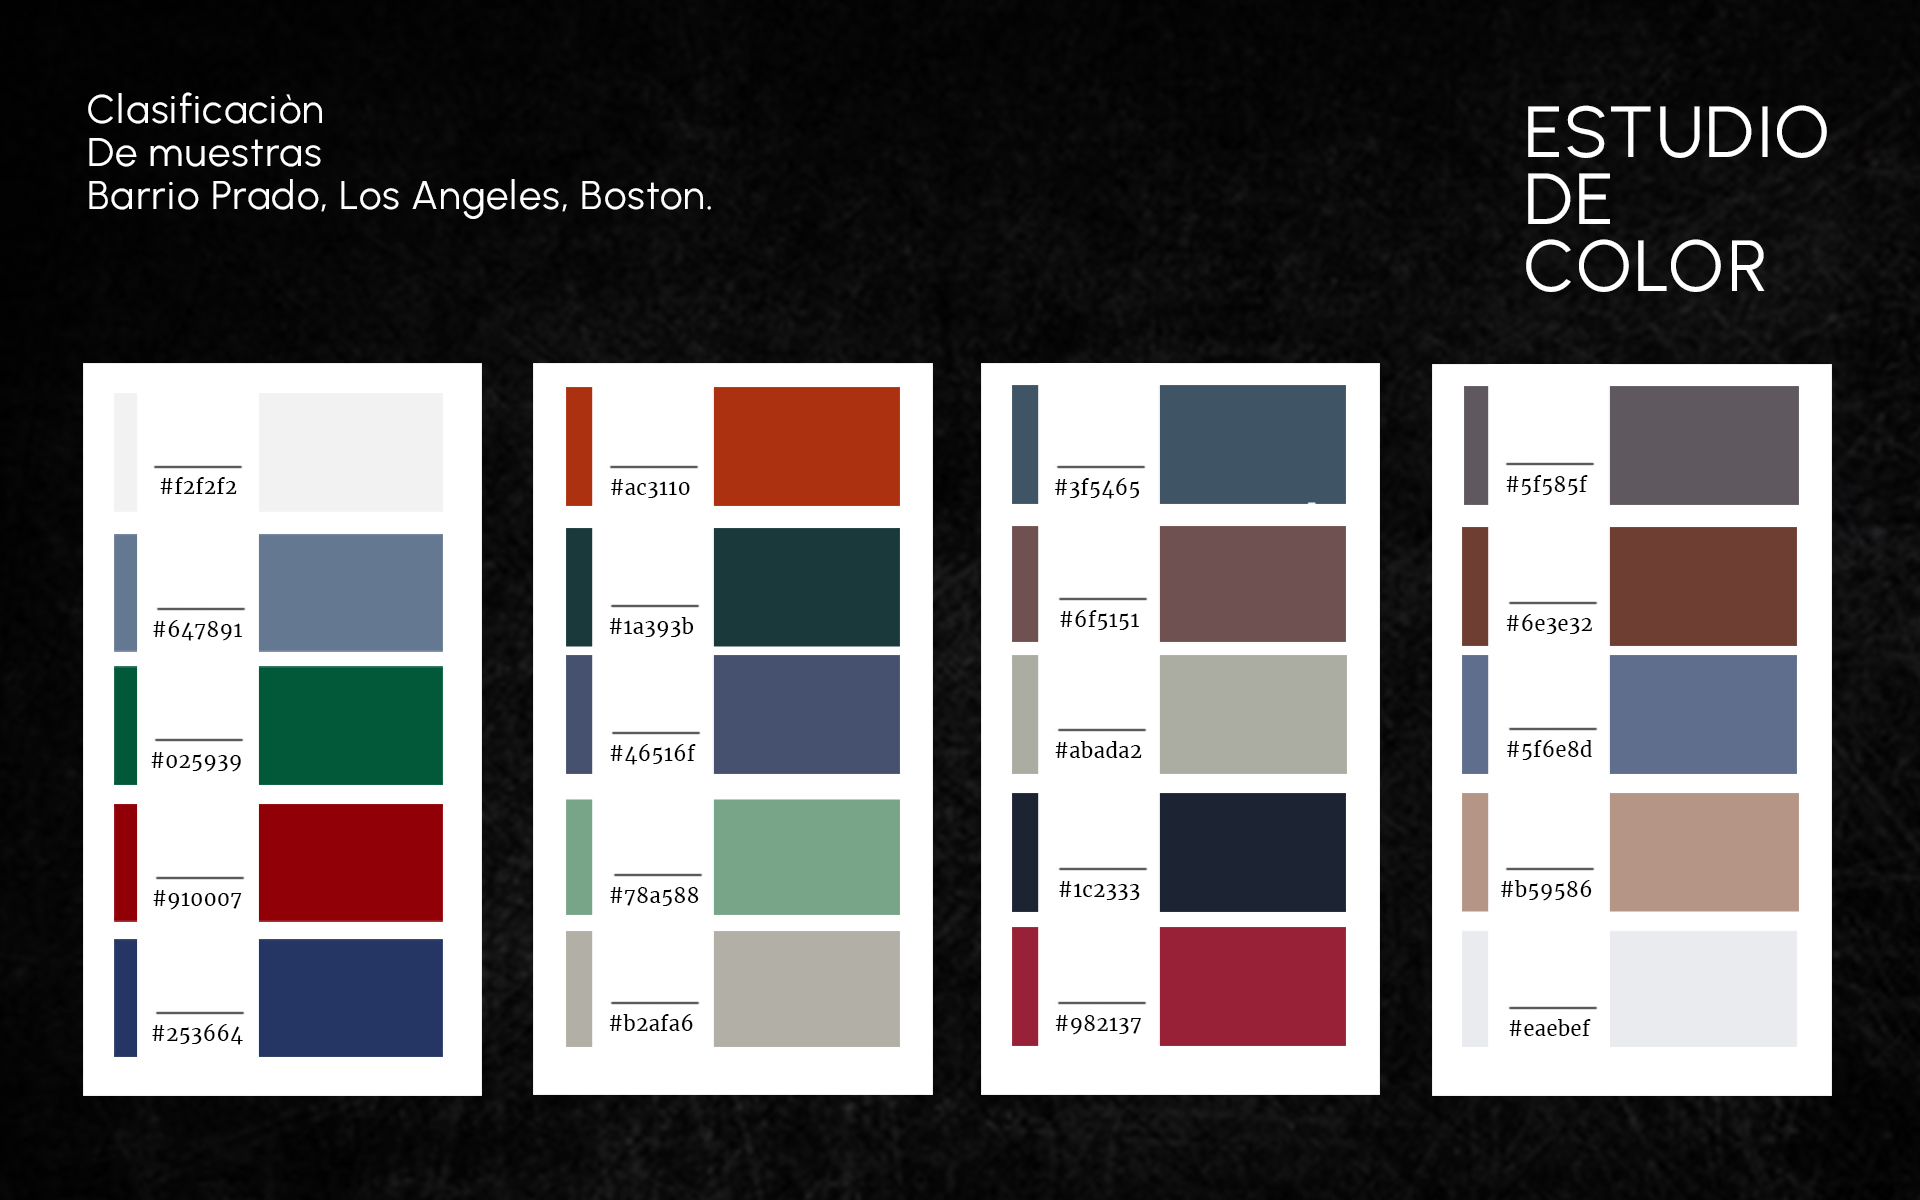 Clasificaciòn
De muestras
Barrio Prado, Los Angeles, Boston.
ESTUDIO
DE
COLOR
#f2f2f2
#647891
#025939
#910007
#253664
#ac3110
#1a393b
#46516f
#78a588
#b2afa6
#3f5465
#6f5151
#abada2
#1c2333
#982137
#5f585f
#6e3e32
#5f6e8d
#b59586
#eaebef